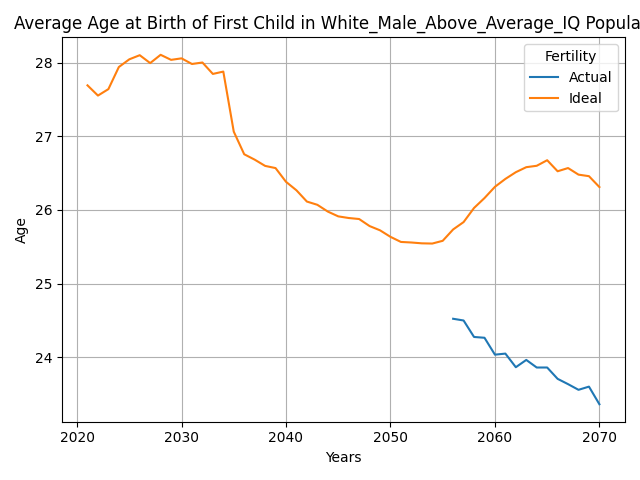 Average Age at Birth of First Child in White_Male_Above_Average_IQ Popula
Fertility
Actual
Ideal
28
27
26
25
24
Age
2020 2030 2040 2050 2060 2070
Years